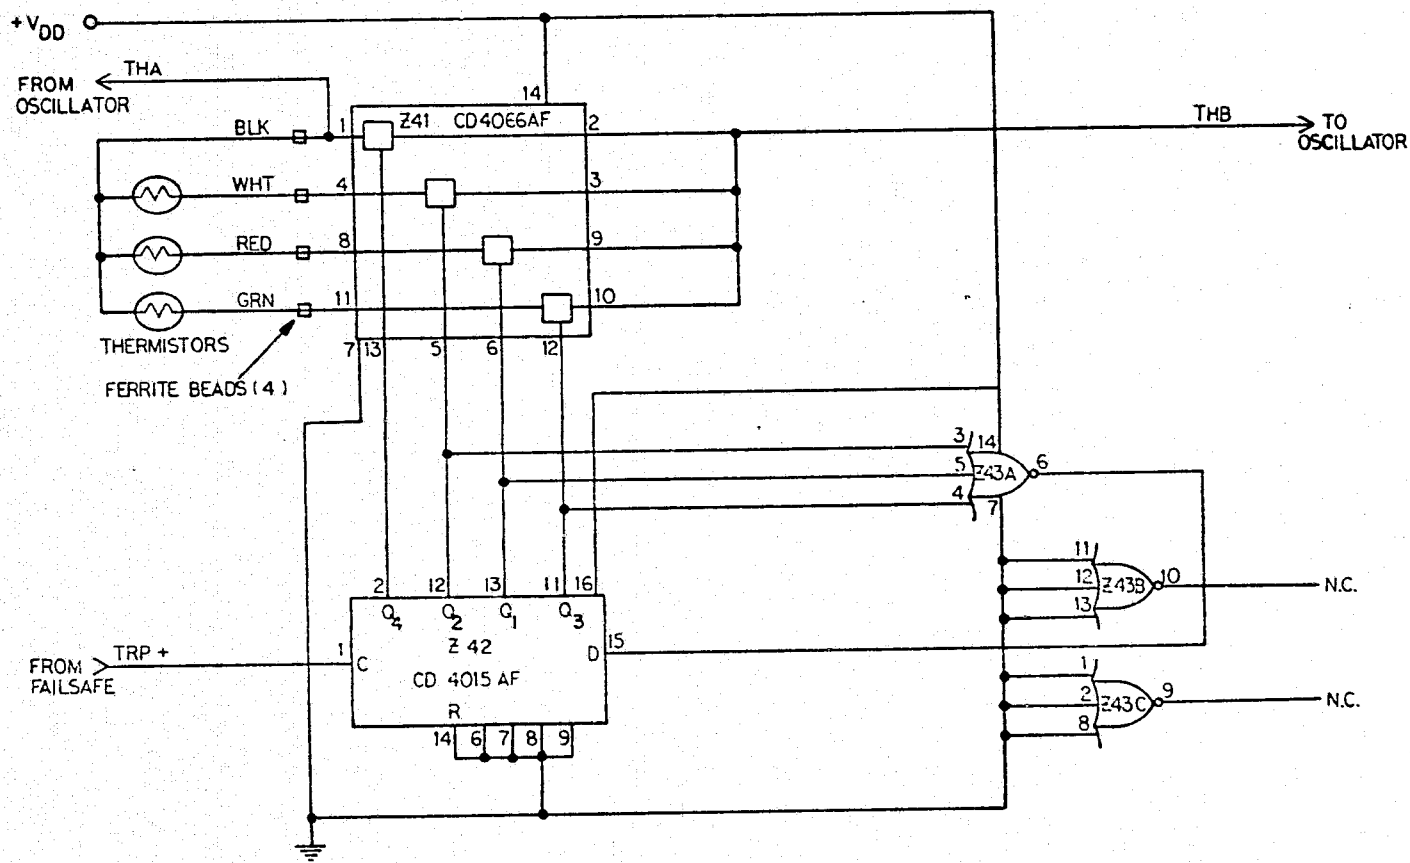 +VDD
THA
FROM
OSCILLATOR
14
BLK
1
Z41 CD4066AF
2
THB
TO
OSCILLATOR
WHT
4
3
RED
8
9
GRN
11
10
THERMISTORS
7
13
5
6
12
FERRITE BEADS (4)
3
14
5
Z43A
6
4
7
11
12
Z43B
10
N.C.
13
2
12
13
11
16
Q4
Q2
Q1
Q3
Z 42
15
TRP +
1
C
D
FROM
FAILSAFE
CD 4015 AF
R
1
2
Z43C
9
N.C.
8
14
6
7
8
9